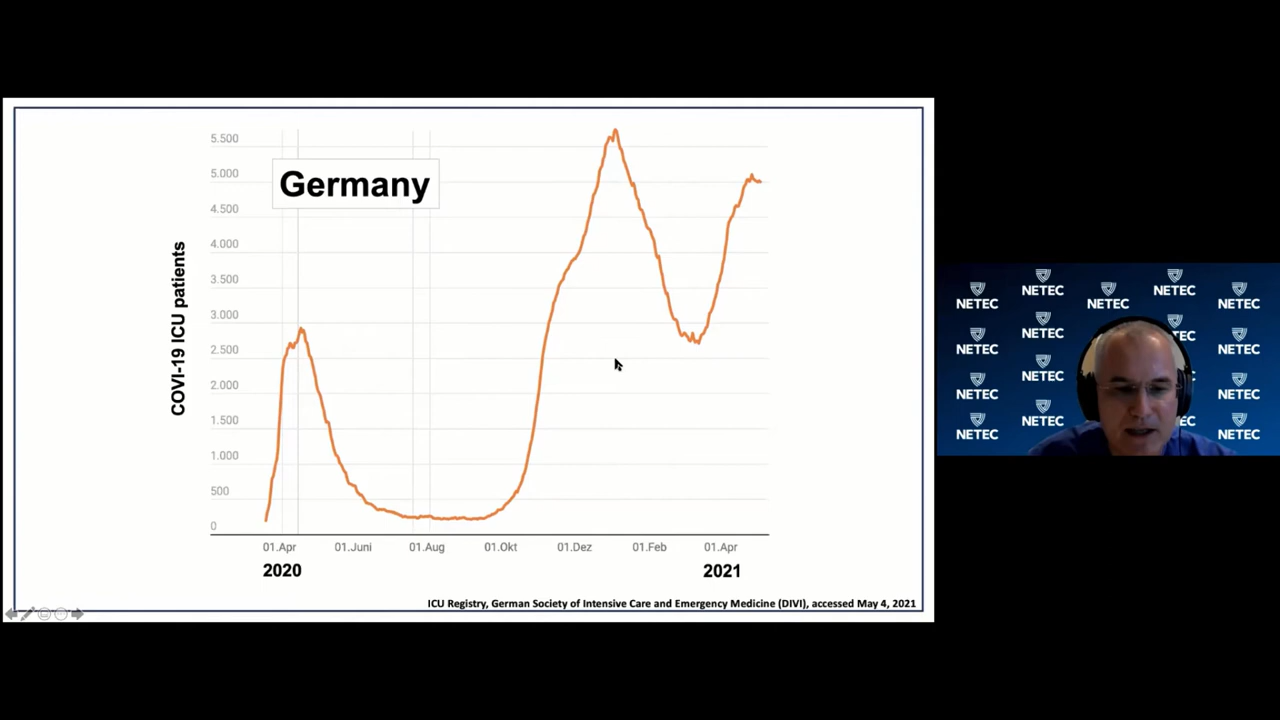 Germany
COVI-19 ICU patients
5.500
5.000
4.500
4.000
3.500
3.000
2.500
2.000
1.500
1.000
500
0
01.Apr 01.Juni 01.Aug 01.Okt 01.Dez 01.Feb 01.Apr
2020 2021
ICU Registry, German Society of Intensive Care and Emergency Medicine (DIVI), accessed May 4, 2021
NETEC NETEC NETEC NETEC NETEC
NETEC NETEC NETEC
NETEC NETEC NETEC
NETEC NETEC NETEC